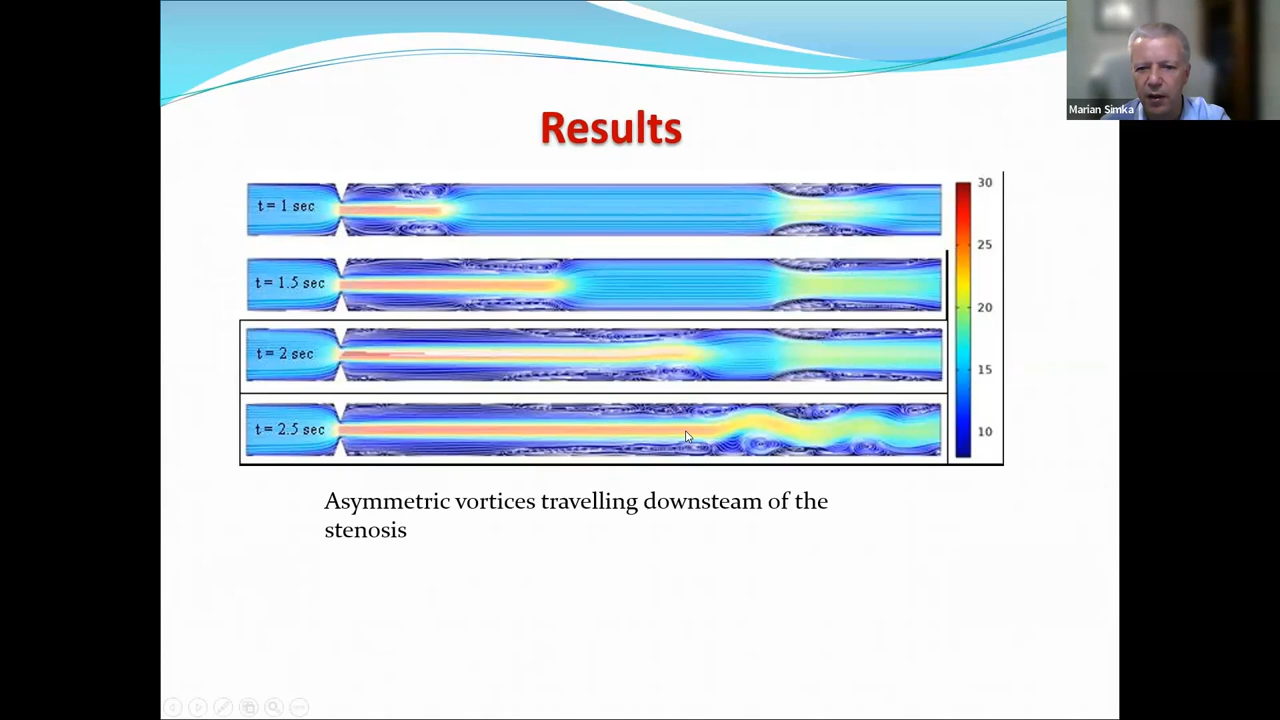 Marian Simka
Results
t = 1 sec
t = 1.5 sec
t = 2 sec
t = 2.5 sec
30
25
20
15
10
Asymmetric vortices travelling downsteam of the
stenosis